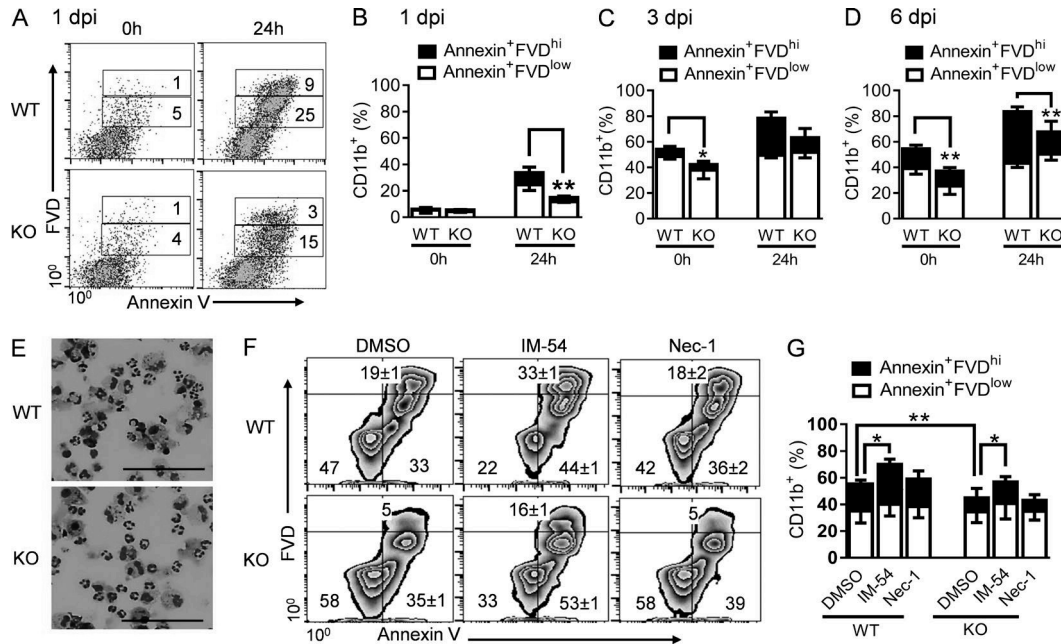 A 1 dpi
0h 24h
WT
KO
FVD
1
5
9
25
1
4
3
15
10⁰
10⁰
Annexin V
B 1 dpi
Annexin⁺FVDʰⁱ
Annexin⁺FVDˡᵒʷ
CD11b⁺ (%)
100
80
60
40
20
0
**
WT KO WT KO
0h 24h
C 3 dpi
Annexin⁺FVDʰⁱ
Annexin⁺FVDˡᵒʷ
CD11b⁺ (%)
100
80
60
40
20
0
*
WT KO WT KO
0h 24h
D 6 dpi
Annexin⁺FVDʰⁱ
Annexin⁺FVDˡᵒʷ
CD11b⁺ (%)
100
80
60
40
20
0
**
**
WT KO WT KO
0h 24h
E
WT
KO
F
DMSO IM-54 Nec-1
WT
KO
FVD
19±1
47 33
33±1
22 44±1
18±2
42 36±2
5
58 35±1
16±1
33 53±1
5
58 39
10⁰
10⁰
Annexin V
G
Annexin⁺FVDʰⁱ
Annexin⁺FVDˡᵒʷ
CD11b⁺ (%)
100
80
60
40
20
0
**
* *
DMSO IM-54 Nec-1 DMSO IM-54 Nec-1
WT KO